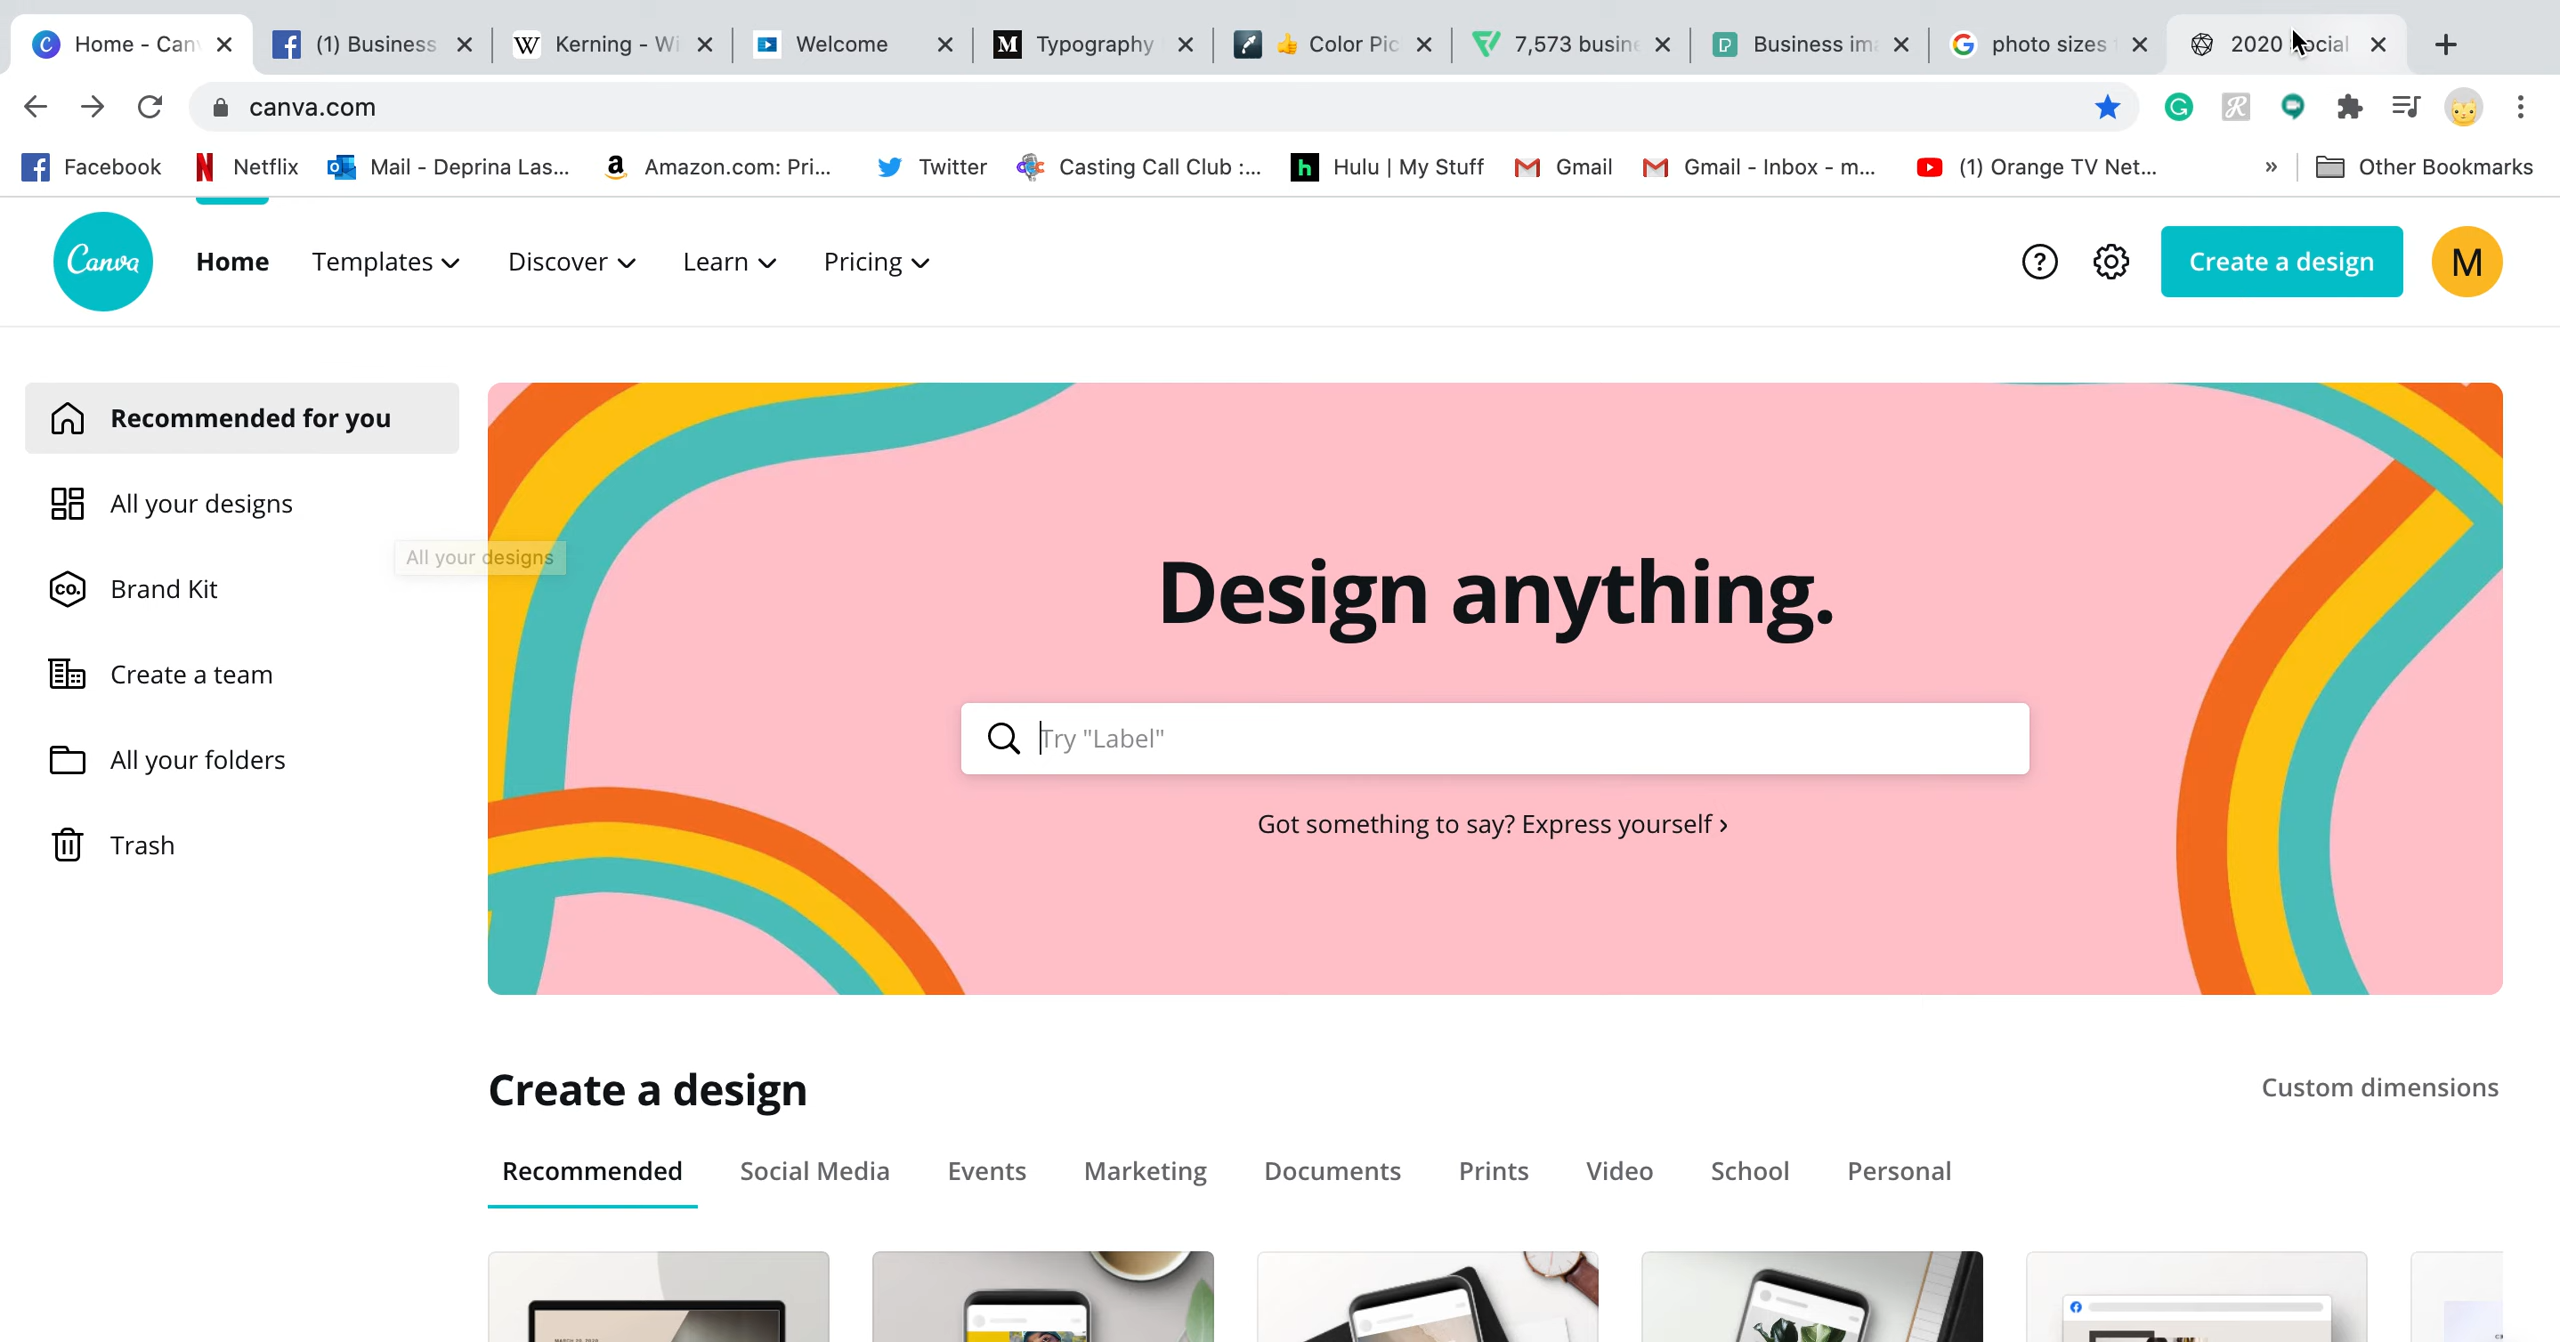 Home - Can
(1) Business
Kerning - Wi
Welcome
Typography
👍 Color Pic
7,573 busine
Business im
photo sizes
2020
canva.com
Facebook
Netflix
Mail - Deprina Las...
Amazon.com: Pri...
Twitter
Casting Call Club :...
Hulu | My Stuff
Gmail
Gmail - Inbox - m...
(1) Orange TV Net...
»
Other Bookmarks
Canva
Home
Templates
Discover
Learn
Pricing
Create a design
M
Recommended for you
All your designs
All your designs
Brand Kit
Create a team
All your folders
Trash
Design anything.
Try "Label"
Got something to say? Express yourself ›
Create a design
Custom dimensions
Recommended
Social Media
Events
Marketing
Documents
Prints
Video
School
Personal